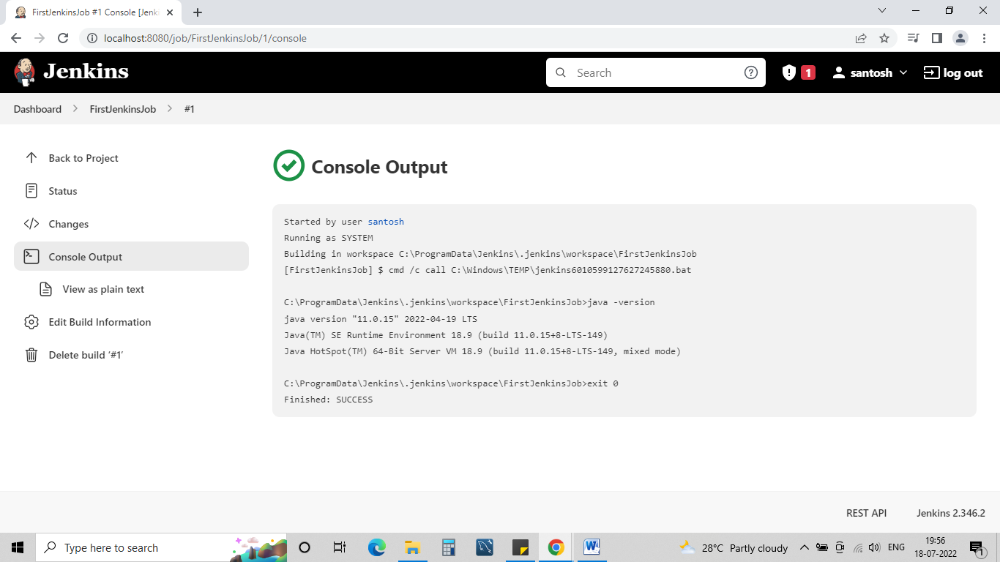 FirstJenkinsJob #1 Console [Jenki
localhost:8080/job/FirstJenkinsJob/1/console
Jenkins
Search
1
santosh
log out
Dashboard
FirstJenkinsJob
#1
Back to Project
Status
Changes
Console Output
View as plain text
Edit Build Information
Delete build ‘#1’
Console Output
Started by user santosh
Running as SYSTEM
Building in workspace C:\ProgramData\Jenkins\.jenkins\workspace\FirstJenkinsJob
[FirstJenkinsJob] $ cmd /c call C:\Windows\TEMP\jenkins6010599127627245880.bat
C:\ProgramData\Jenkins\.jenkins\workspace\FirstJenkinsJob>java -version
java version "11.0.15" 2022-04-19 LTS
Java(TM) SE Runtime Environment 18.9 (build 11.0.15+8-LTS-149)
Java HotSpot(TM) 64-Bit Server VM 18.9 (build 11.0.15+8-LTS-149, mixed mode)
C:\ProgramData\Jenkins\.jenkins\workspace\FirstJenkinsJob>exit 0
Finished: SUCCESS
REST API
Jenkins 2.346.2
Type here to search
28°C Partly cloudy
ENG
19:56
18-07-2022
1